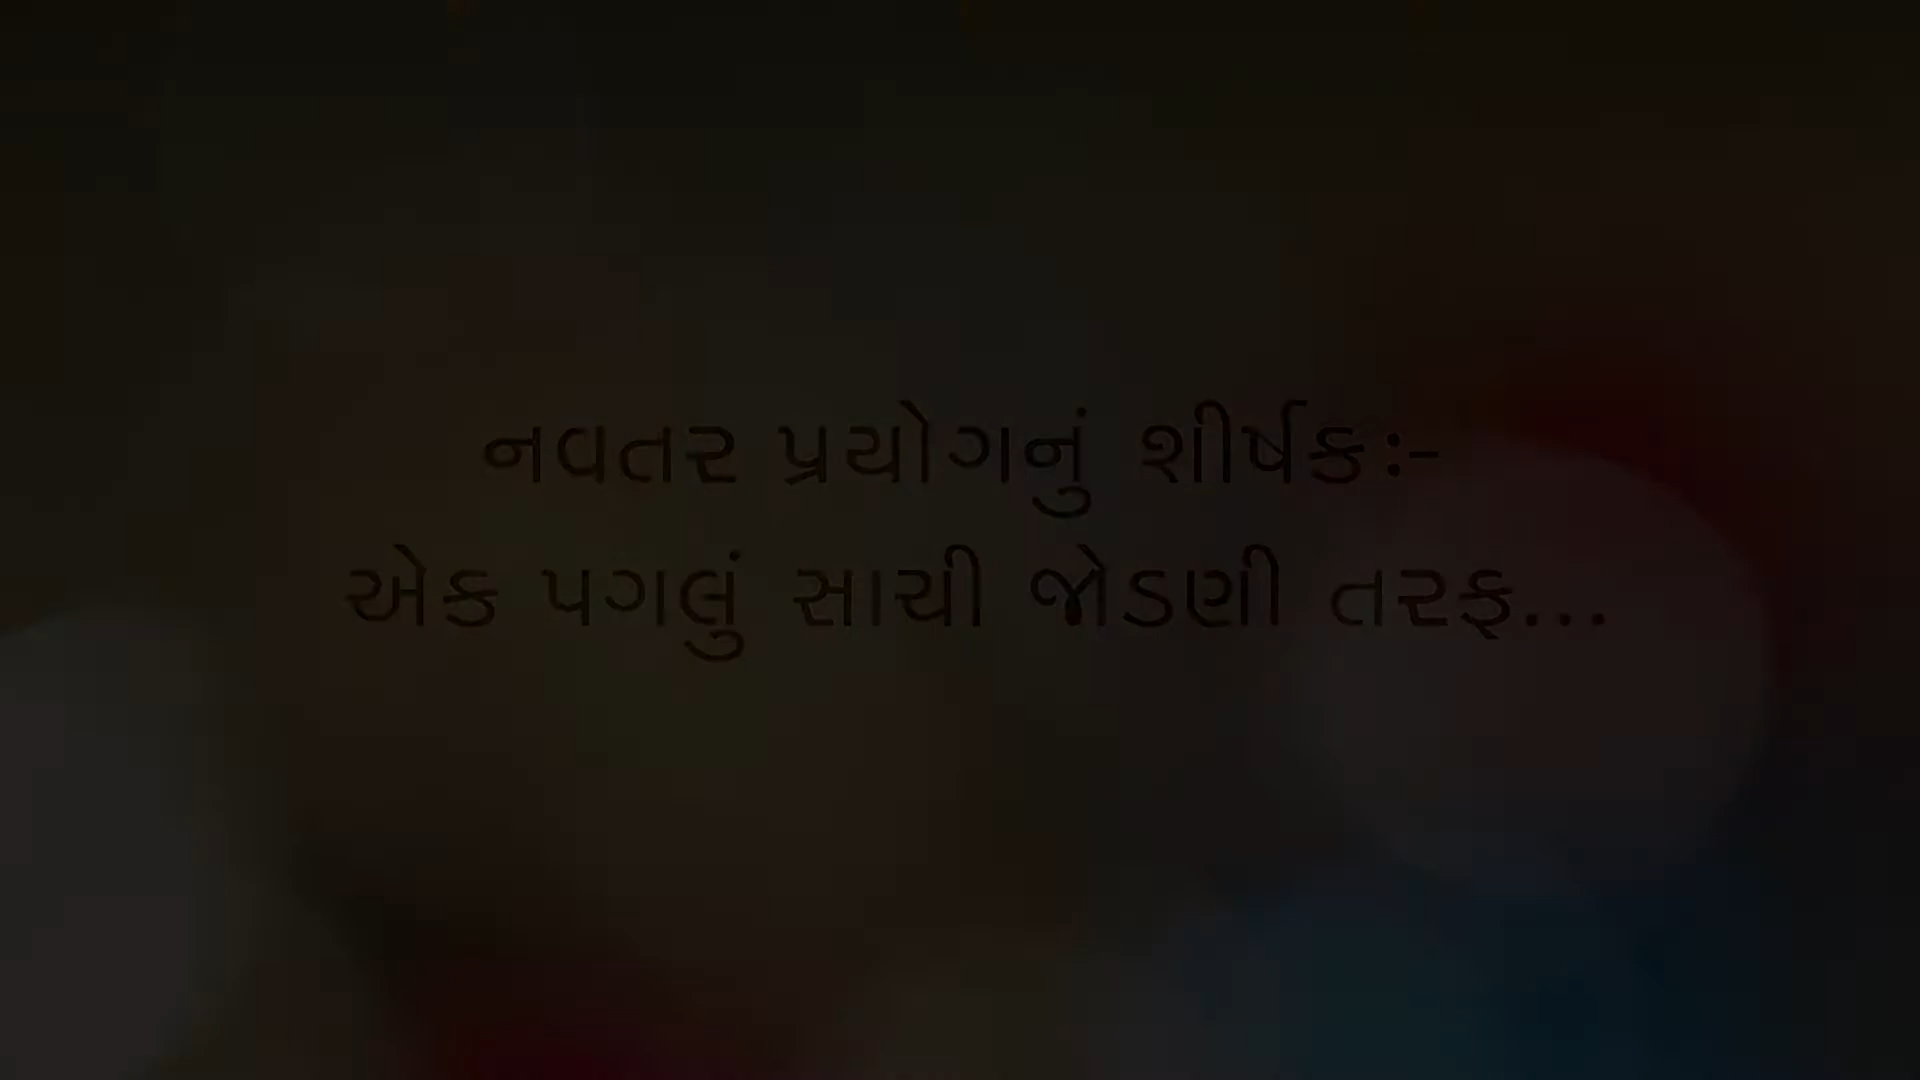 નવતર પ્રયોગનું શીર્ષકઃ-
એક પગલું સાચી જોડણી તરફ...